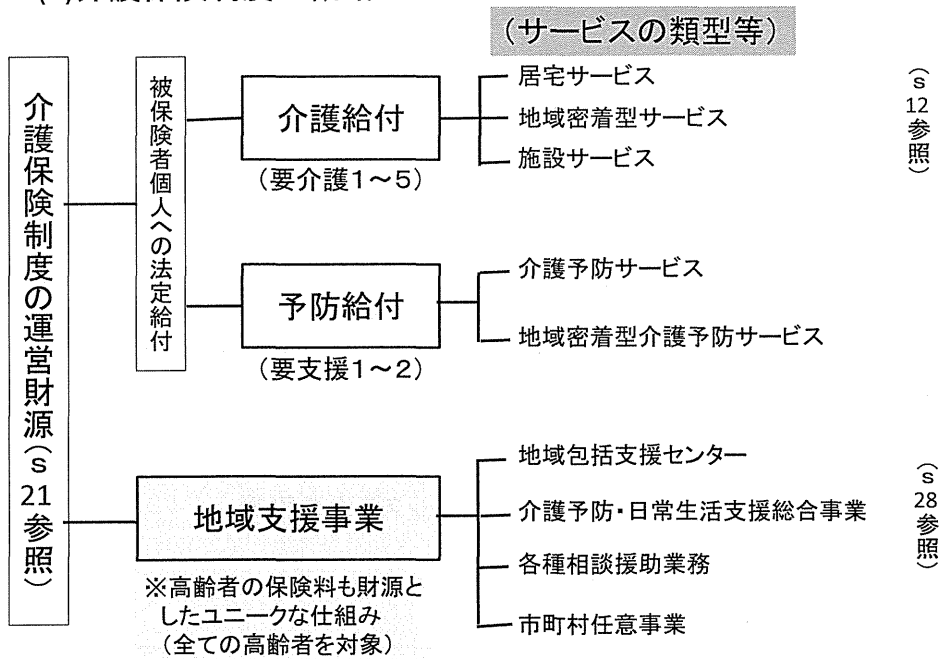 (サービスの類型等)
介護保険制度の運営財源(s21参照)
被保険者個人への法定給付
介護給付
(要介護1~5)
居宅サービス
地域密着型サービス
施設サービス
(s12参照)
予防給付
(要支援1~2)
介護予防サービス
地域密着型介護予防サービス
地域支援事業
※高齢者の保険料も財源と
したユニークな仕組み
(全ての高齢者を対象)
地域包括支援センター
介護予防・日常生活支援総合事業
各種相談援助業務
市町村任意事業
(s28参照)